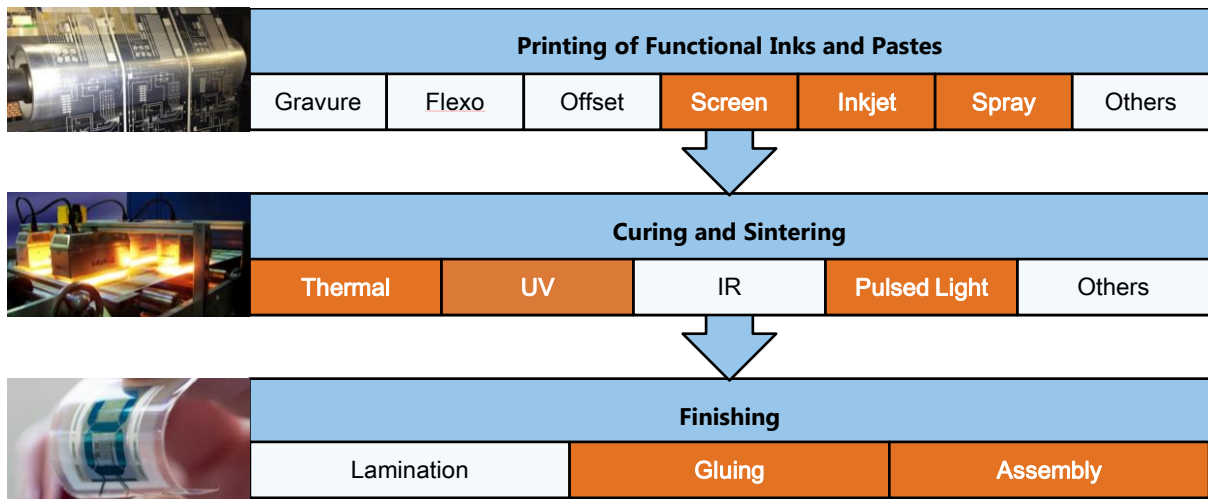 Printing of Functional Inks and Pastes
Gravure Flexo Offset Screen Inkjet Spray Others
Curing and Sintering
Thermal UV IR Pulsed Light Others
Finishing
Lamination Gluing Assembly